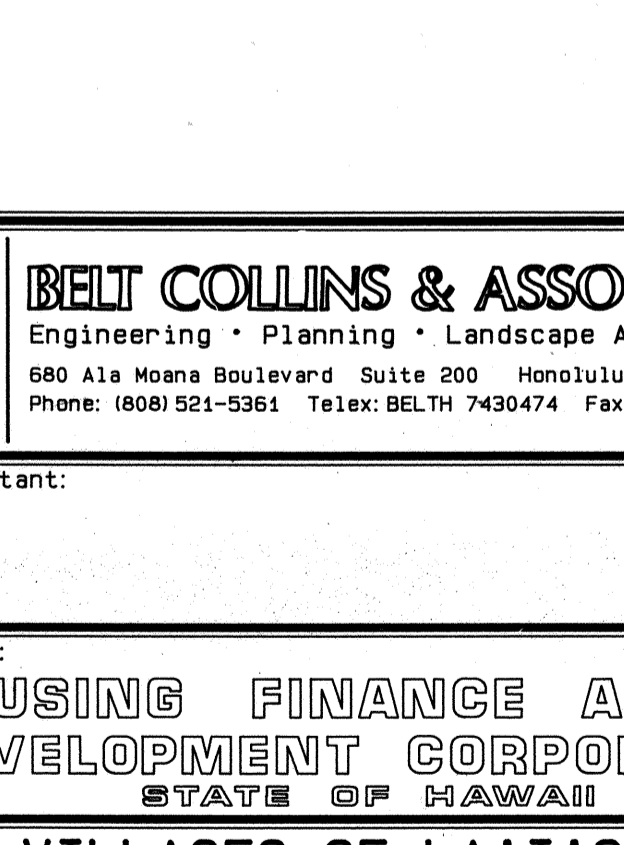 BELT COLLINS & ASSO
Engineering • Planning • Landscape A
680 Ala Moana Boulevard Suite 200 Honolulu
Phone: (808) 521-5361 Telex: BELTH 7430474 Fax
tant:
:
USING FINANCE A
VELOPMENT CORPO
STATE OF HAWAII